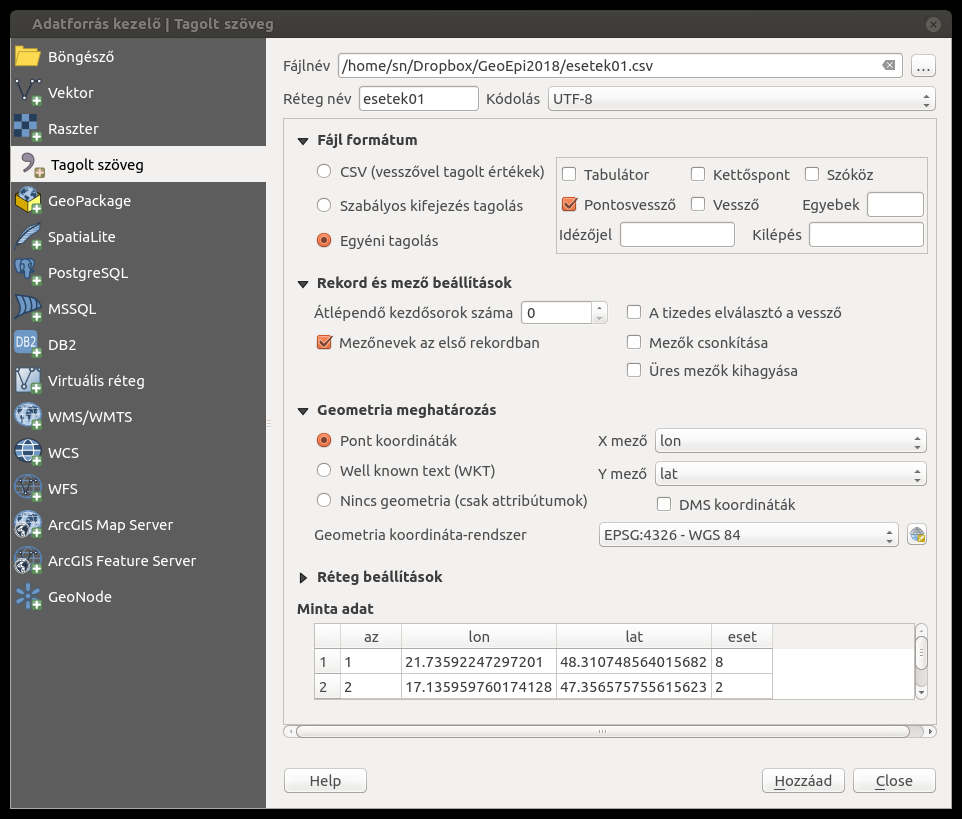 Adatforrás kezelő | Tagolt szöveg
Böngésző
Vektor
Raszter
Tagolt szöveg
GeoPackage
SpatiaLite
PostgreSQL
MSSQL
DB2
DB2
Virtuális réteg
WMS/WMTS
WCS
WFS
ArcGIS Map Server
ArcGIS Feature Server
GeoNode
Fájlnév /home/sn/Dropbox/GeoEpi2018/esetek01.csv ...
Réteg név esetek01 Kódolás UTF-8
Fájl formátum
CSV (vesszővel tagolt értékek) Tabulátor Kettőspont Szóköz
Szabályos kifejezés tagolás Pontosvessző Vessző Egyebek
Egyéni tagolás Idézőjel Kilépés
Rekord és mező beállítások
Átlépendő kezdősorok száma 0 A tizedes elválasztó a vessző
Mezőnevek az első rekordban Mezők csonkítása
Üres mezők kihagyása
Geometria meghatározás
Pont koordináták X mező lon
Well known text (WKT) Y mező lat
Nincs geometria (csak attribútumok) DMS koordináták
Geometria koordináta-rendszer EPSG:4326 - WGS 84
Réteg beállítások
Minta adat
az lon lat eset
1 1 21.73592247297201 48.310748564015682 8
2 2 17.135959760174128 47.356575755615623 2
Help Hozzáad Close